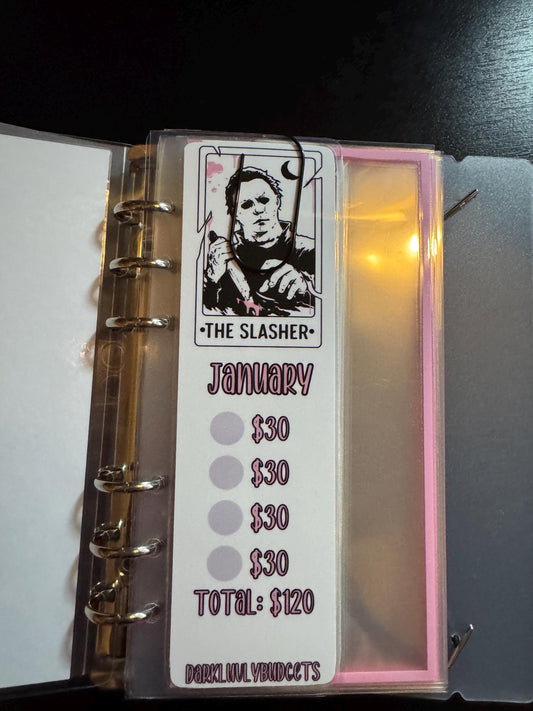 •THE SLASHER•
January
$30
$30
$30
$30
TOTAL: $120
DARKLUVLYBUDGETS